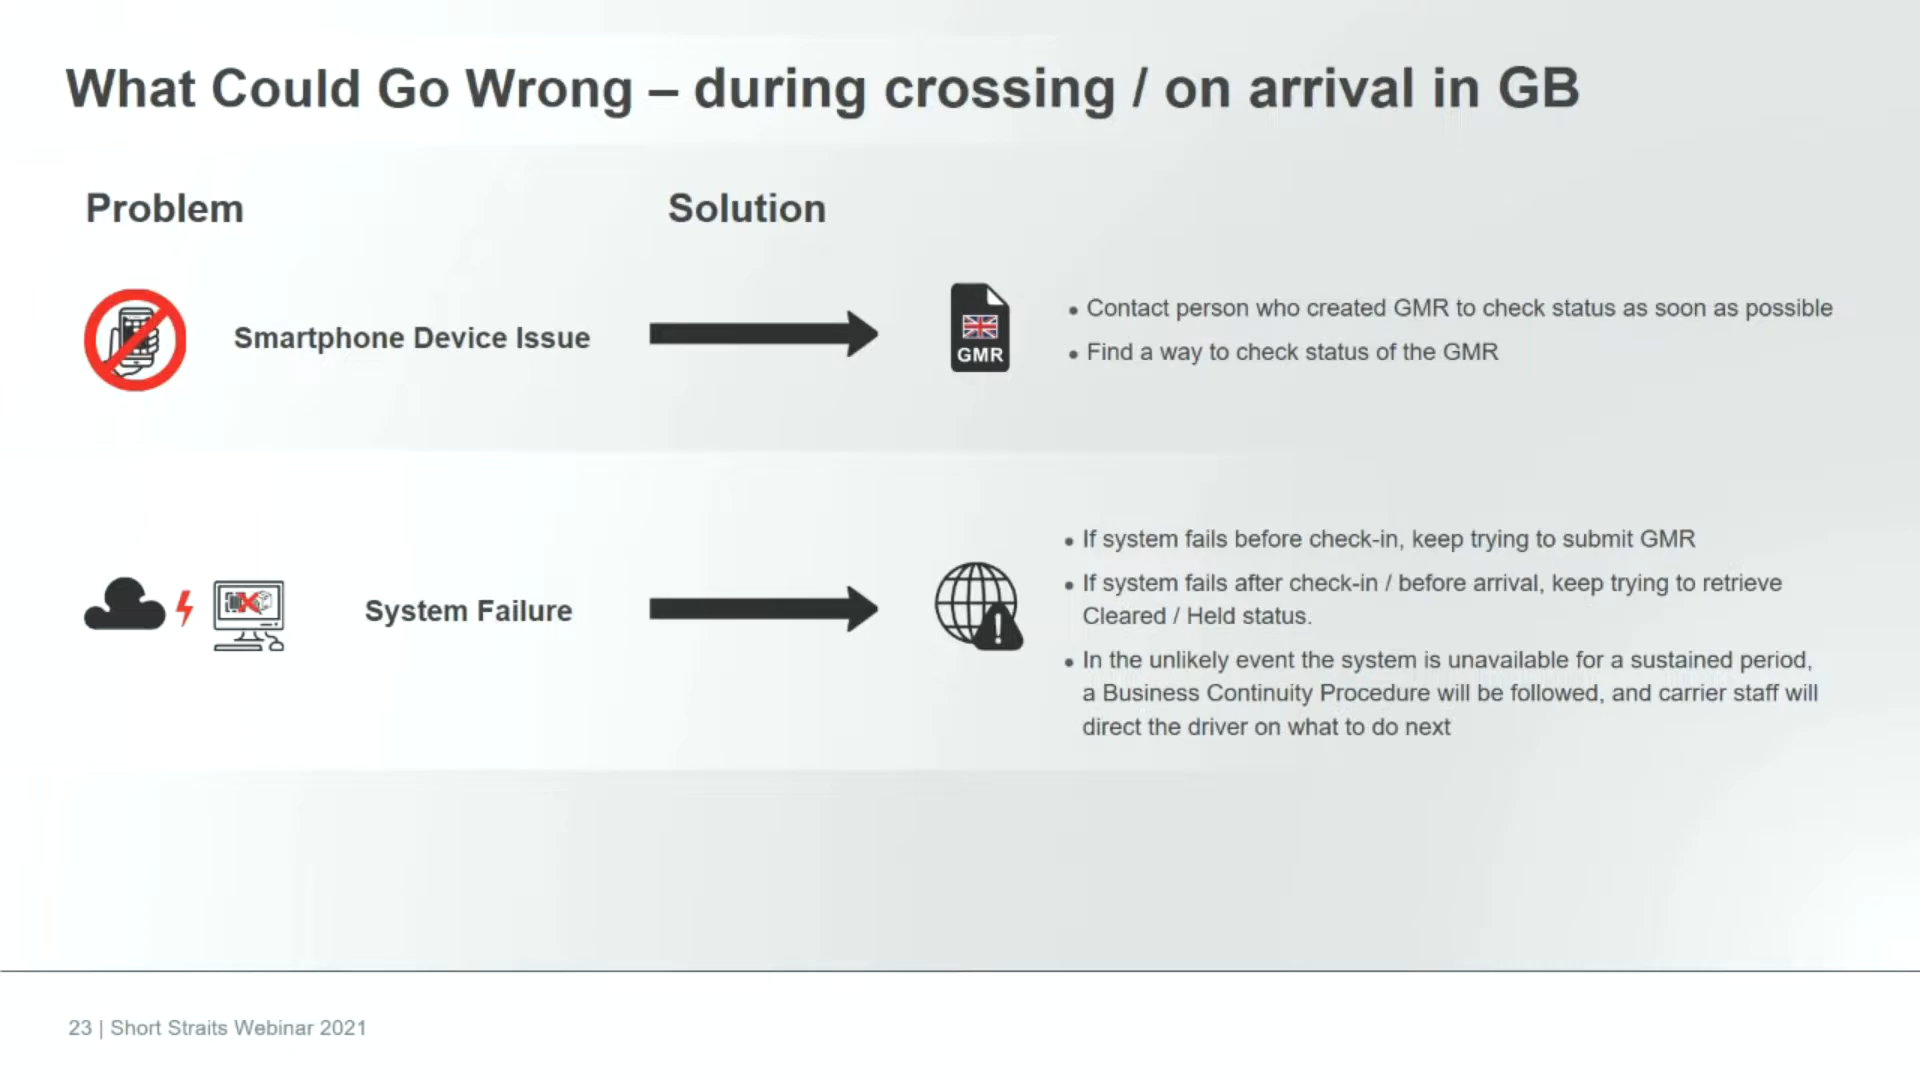 What Could Go Wrong – during crossing / on arrival in GB
Problem
Solution
Smartphone Device Issue
GMR
• Contact person who created GMR to check status as soon as possible
• Find a way to check status of the GMR
System Failure
• If system fails before check-in, keep trying to submit GMR
• If system fails after check-in / before arrival, keep trying to retrieve
Cleared / Held status.
• In the unlikely event the system is unavailable for a sustained period,
a Business Continuity Procedure will be followed, and carrier staff will
direct the driver on what to do next
23 | Short Straits Webinar 2021